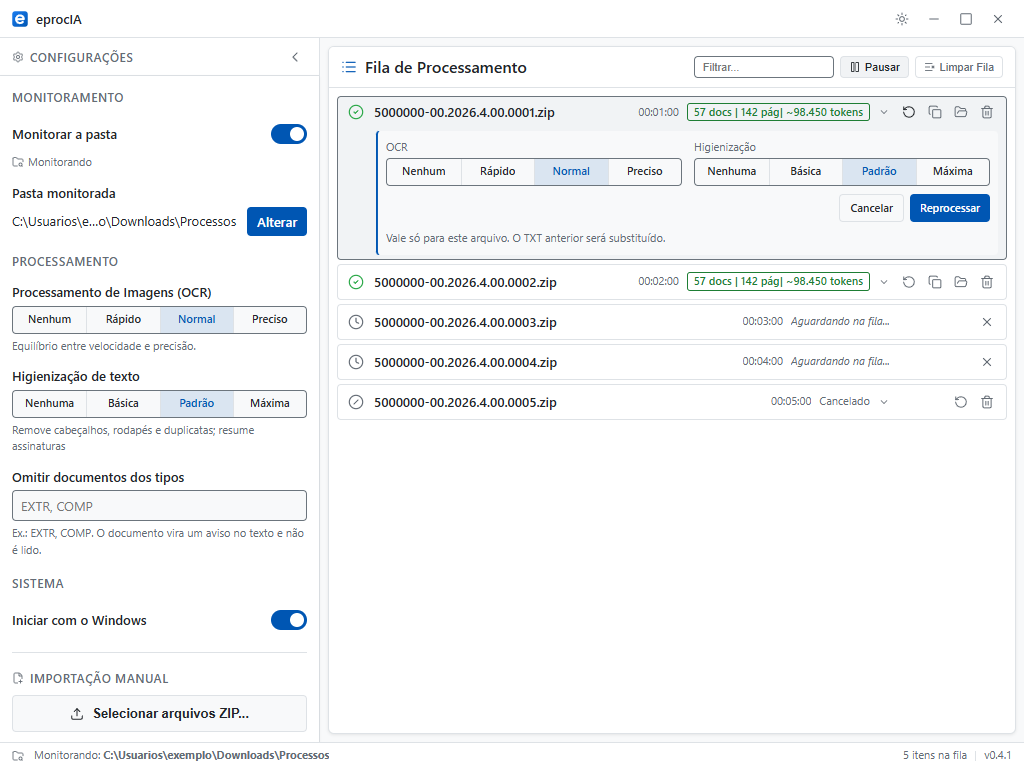 e eprocIA
CONFIGURAÇÕES
MONITORAMENTO
Monitorar a pasta
Monitorando
Pasta monitorada
C:\Usuarios\e...o\Downloads\Processos
Alterar
PROCESSAMENTO
Processamento de Imagens (OCR)
Nenhum Rápido Normal Preciso
Equilíbrio entre velocidade e precisão.
Higienização de texto
Nenhuma Básica Padrão Máxima
Remove cabeçalhos, rodapés e duplicatas; resume
assinaturas
Omitir documentos dos tipos
EXTR, COMP
Ex.: EXTR, COMP. O documento vira um aviso no texto e não
é lido.
SISTEMA
Iniciar com o Windows
IMPORTAÇÃO MANUAL
Selecionar arquivos ZIP...
Fila de Processamento
Filtrar...
Pausar
Limpar Fila
5000000-00.2026.4.00.0001.zip 00:01:00 57 docs | 142 pág| ~98.450 tokens
OCR
Nenhum Rápido Normal Preciso
Higienização
Nenhuma Básica Padrão Máxima
Cancelar Reprocessar
Vale só para este arquivo. O TXT anterior será substituído.
5000000-00.2026.4.00.0002.zip 00:02:00 57 docs | 142 pág| ~98.450 tokens
5000000-00.2026.4.00.0003.zip 00:03:00 Aguardando na fila...
5000000-00.2026.4.00.0004.zip 00:04:00 Aguardando na fila...
5000000-00.2026.4.00.0005.zip 00:05:00 Cancelado
Monitorando: C:\Usuarios\exemplo\Downloads\Processos
5 itens na fila | v0.4.1